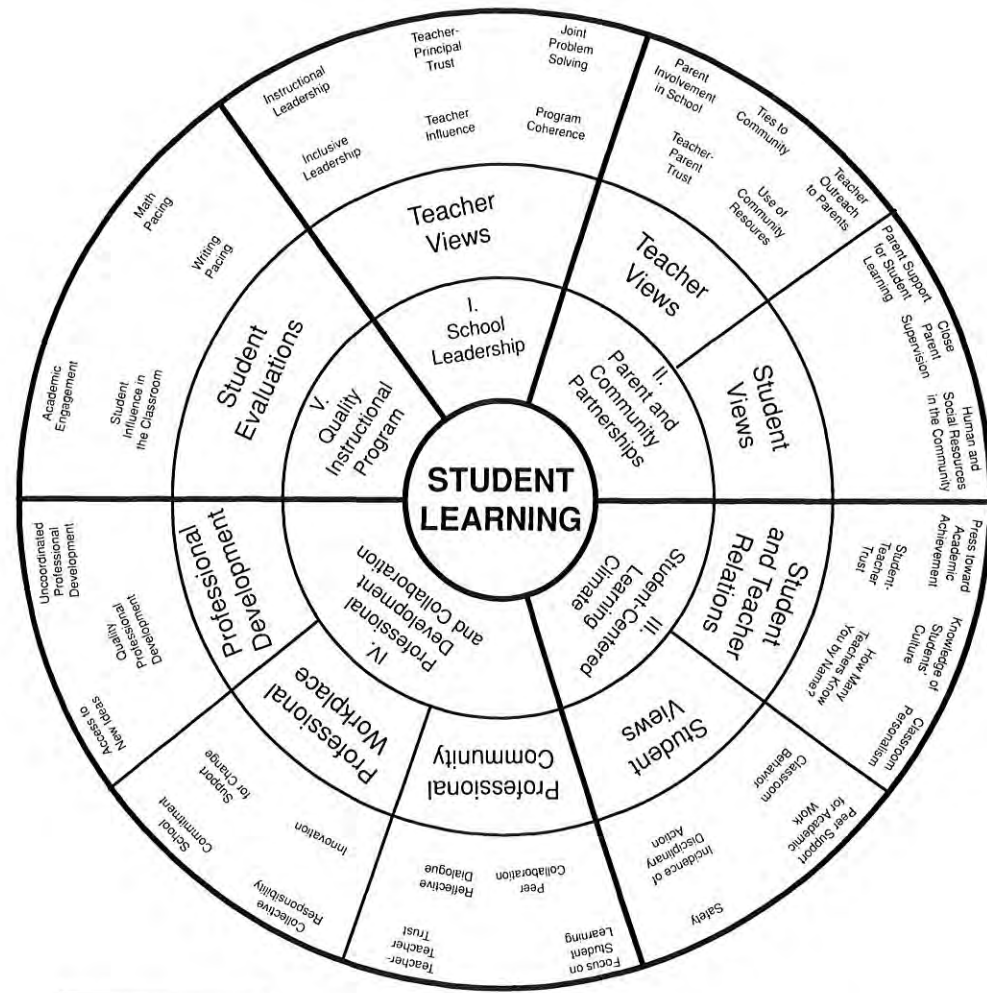 STUDENT
LEARNING
I.
School
Leadership
Teacher
Views
Instructional
Leadership
Teacher-
Principal
Trust
Joint
Problem
Solving
Inclusive
Leadership
Teacher
Influence
Program
Coherence
II.
Parent and
Community
Partnerships
Teacher
Views
Parent
Involvement
in School
Ties to
Community
Teacher
Outreach
to Parents
Teacher-
Parent
Trust
Use of
Community
Resoures
Student
Views
Parent Support
for Student
Learning
Close
Parent
Supervision
Human and
Social Resources
in the Community
III.
Student-Centered
Learning
Climate
Student
and Teacher
Relations
Press toward
Academic
Achievement
Student-
Teacher
Trust
Knowledge of
Students'
Culture
How Many
Teachers Know
You by Name?
Classroom
Personalism
Student
Views
Classroom
Behavior
Peer Support
for Academic
Work
Incidence of
Disciplinary
Action
Safety
IV.
Professional
Development
and Collaboration
Professional
Community
Peer
Collaboration
Reflective
Dialogue
Focus on
Student
Learning
Teacher-
Teacher
Trust
Professional
Workplace
Innovation
Support
for Change
Collective
Responsibility
School
Commitment
Professional
Development
Access to
New Ideas
Quality
Professional
Development
Uncoordinated
Professional
Development
V.
Quality
Instructional
Program
Student
Evaluations
Academic
Engagement
Student
Influence in
the Classroom
Math
Pacing
Writing
Pacing